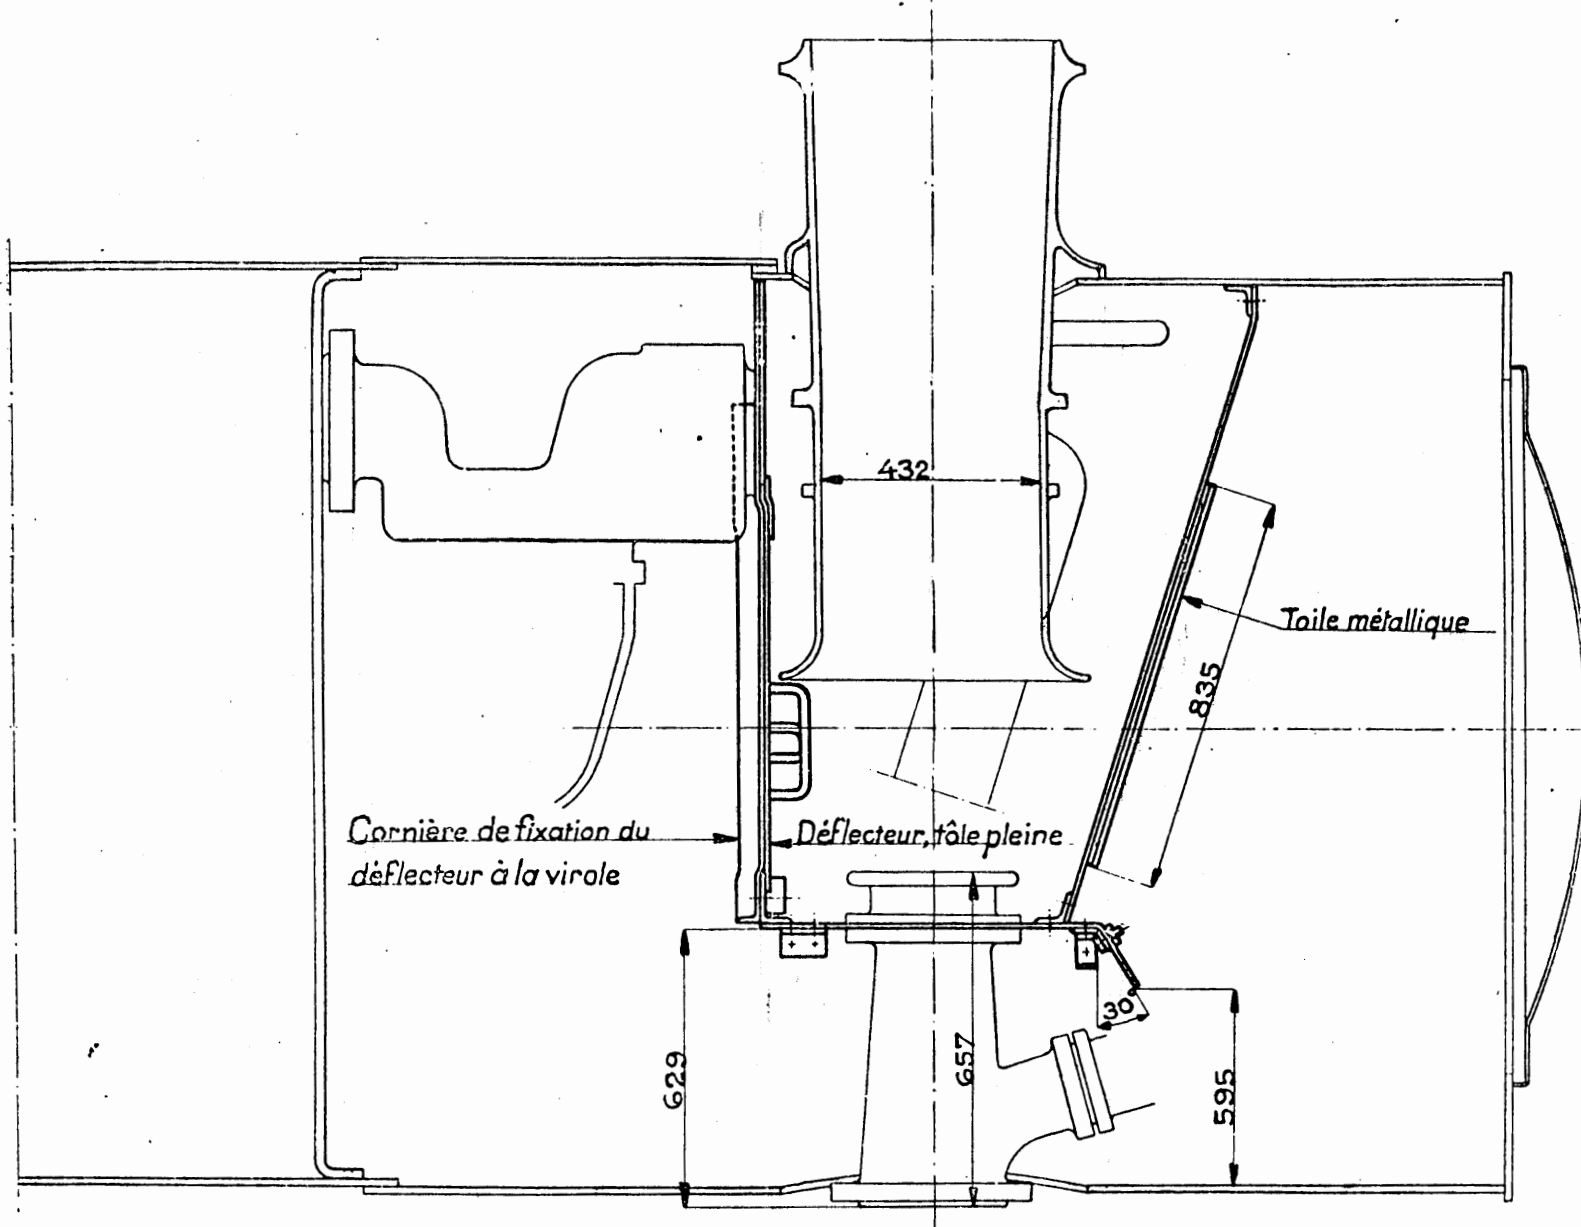 432
Toile métallique
835
Cornière de fixation du
déflecteur à la virole
Déflecteur, tôle pleine
30°
629
657
595